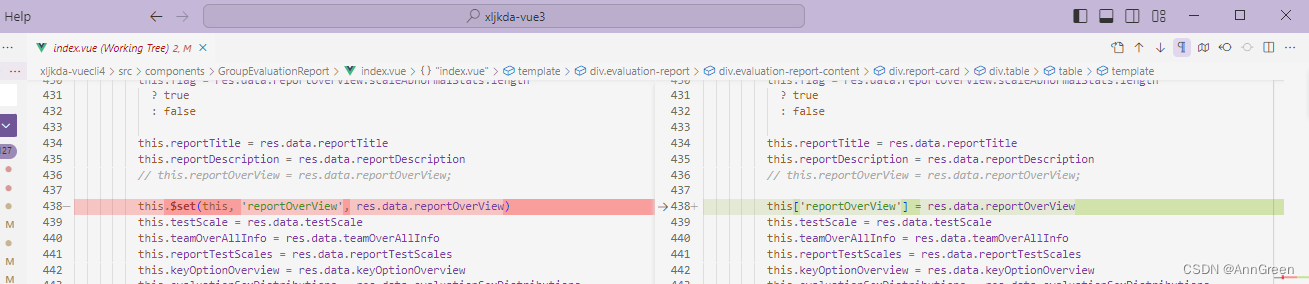 Help
xljkda-vue3
index.vue (Working Tree) 2, M
xljkda-vuecli4 > src > components > GroupEvaluationReport > index.vue > {} "index.vue" > template > div.evaluation-report > div.evaluation-report-content > div.report-card > div.table > table > template
430 this.flag = res.data.reportOverView.scaleAbnormalStats.length
431 ? true
432 : false
433
434 this.reportTitle = res.data.reportTitle
435 this.reportDescription = res.data.reportDescription
436 // this.reportOverView = res.data.reportOverView;
437
438 this.$set(this, 'reportOverView', res.data.reportOverView)
439 this.testScale = res.data.testScale
440 this.teamOverAllInfo = res.data.teamOverAllInfo
441 this.reportTestScales = res.data.reportTestScales
442 this.keyOptionOverview = res.data.keyOptionOverview
430 this.flag = res.data.reportOverView.scaleAbnormalStats.length
431 ? true
432 : false
433
434 this.reportTitle = res.data.reportTitle
435 this.reportDescription = res.data.reportDescription
436 // this.reportOverView = res.data.reportOverView;
437
438 this['reportOverView'] = res.data.reportOverView
439 this.testScale = res.data.testScale
440 this.teamOverAllInfo = res.data.teamOverAllInfo
441 this.reportTestScales = res.data.reportTestScales
442 this.keyOptionOverview = res.data.keyOptionOverview
127
M
M
M
CSDN @AnnGreen